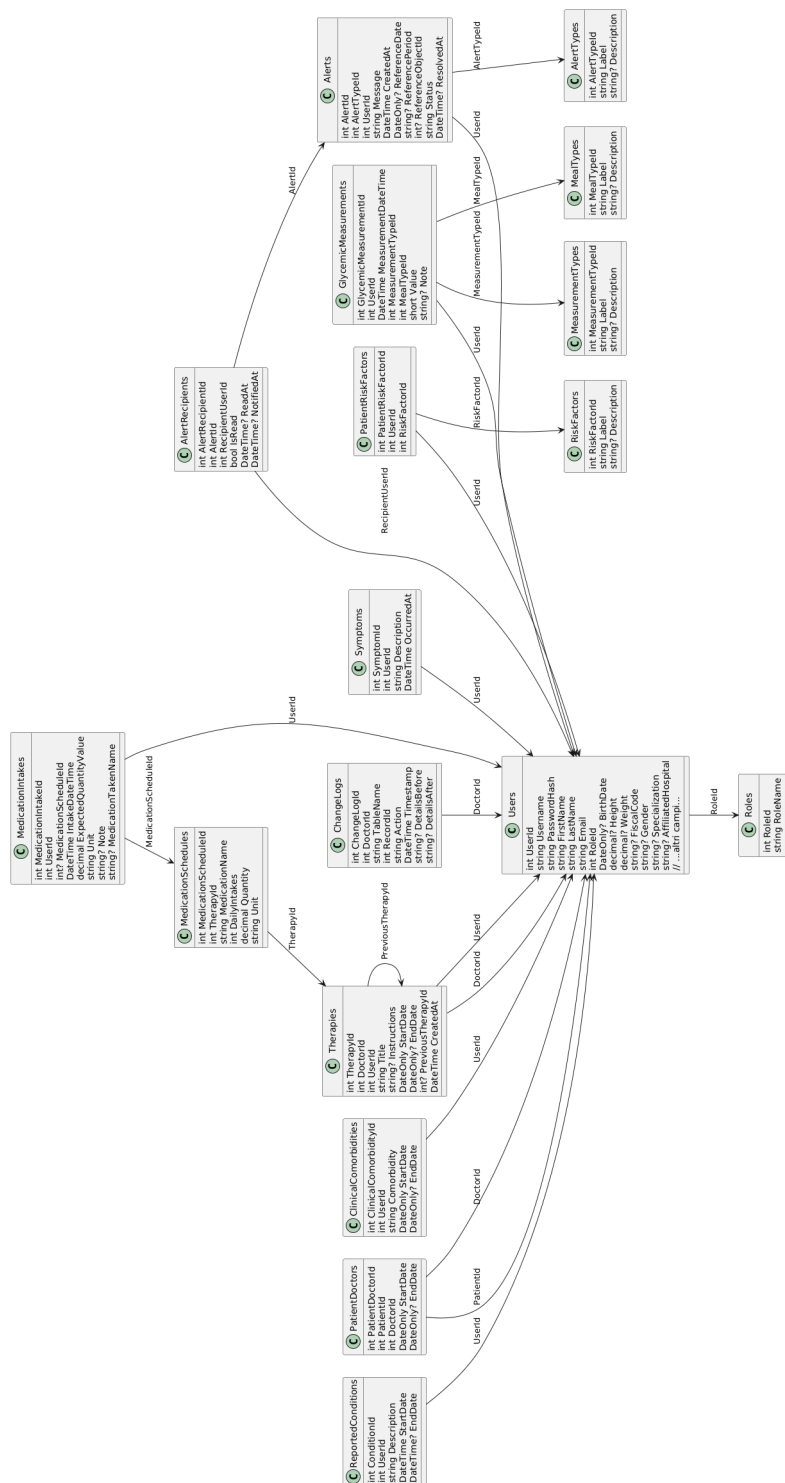 C MedicationIntakes
int MedicationIntakeId
int UserId
int? MedicationScheduleId
DateTime IntakeDateTime
decimal ExpectedQuantityValue
string Unit
string? Note
string? MedicationTakenName
MedicationScheduleId
UserId
C MedicationSchedules
int MedicationScheduleId
int TherapyId
string MedicationName
int DailyIntakes
decimal Quantity
string Unit
TherapyId
C AlertRecipients
int AlertRecipientId
int AlertId
int RecipientUserId
bool IsRead
DateTime? ReadAt
DateTime? NotifiedAt
AlertId
RecipientUserId
C ReportedConditions
int ConditionId
int UserId
string Description
DateTime StartDate
DateTime? EndDate
UserId
C PatientDoctors
int PatientDoctorId
int PatientId
int DoctorId
DateOnly StartDate
DateOnly? EndDate
PatientId
DoctorId
C ClinicalComorbidities
int ClinicalComorbidityId
int UserId
string Comorbidity
DateOnly StartDate
DateOnly? EndDate
UserId
C Therapies
int TherapyId
int DoctorId
int UserId
string Title
string? Instructions
DateOnly StartDate
DateOnly? EndDate
int? PreviousTherapyId
DateTime CreatedAt
PreviousTherapyId
DoctorId
UserId
C ChangeLogs
int ChangeLogId
int DoctorId
string TableName
int RecordId
string Action
DateTime Timestamp
string? DetailsBefore
string? DetailsAfter
DoctorId
C Symptoms
int SymptomId
int UserId
string Description
DateTime OccurredAt
UserId
C PatientRiskFactors
int PatientRiskFactorId
int UserId
int RiskFactorId
UserId
RiskFactorId
C GlycemicMeasurements
int GlycemicMeasurementId
int UserId
DateTime MeasurementDateTime
int MeasurementTypeId
int MealTypeId
short Value
string? Note
UserId
MeasurementTypeId
MealTypeId
C Alerts
int AlertId
int AlertTypeId
int UserId
string Message
DateTime CreatedAt
DateOnly? ReferenceDate
string? ReferencePeriod
int? ReferenceObjectId
string Status
DateTime? ResolvedAt
UserId
AlertTypeId
C Users
int UserId
string Username
string PasswordHash
string FirstName
string LastName
string Email
int RoleId
DateOnly? BirthDate
decimal? Height
decimal? Weight
string? FiscalCode
string? Gender
string? Specialization
string? AffiliatedHospital
// ...altri campi...
RoleId
C RiskFactors
int RiskFactorId
string Label
string? Description
C MeasurementTypes
int MeasurementTypeId
string Label
string? Description
C MealTypes
int MealTypeId
string Label
string? Description
C AlertTypes
int AlertTypeId
string Label
string? Description
C Roles
int RoleId
string RoleName